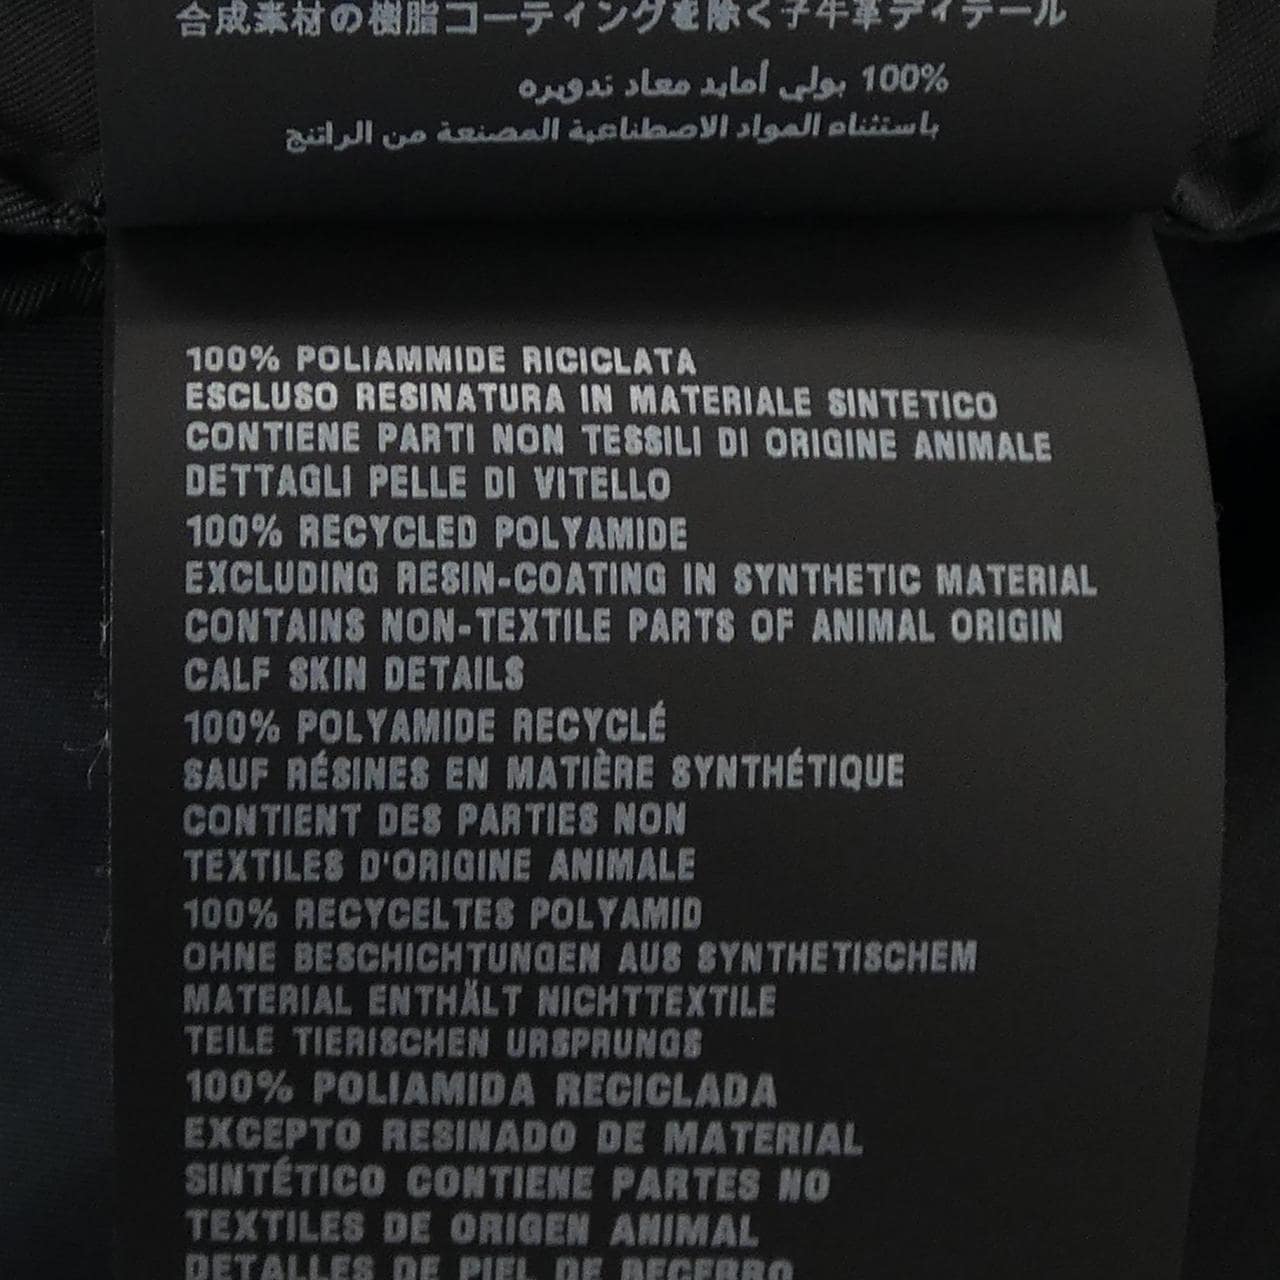 合成素材の樹脂コーティングを除く子牛革ディテール
100% بولي أمايد معاد تدويره
باستثناء المواد الاصطناعية المصنعة من الراتنج
100% POLIAMMIDE RICICLATA
ESCLUSO RESINATURA IN MATERIALE SINTETICO
CONTIENE PARTI NON TESSILI DI ORIGINE ANIMALE
DETTAGLI PELLE DI VITELLO
100% RECYCLED POLYAMIDE
EXCLUDING RESIN-COATING IN SYNTHETIC MATERIAL
CONTAINS NON-TEXTILE PARTS OF ANIMAL ORIGIN
CALF SKIN DETAILS
100% POLYAMIDE RECYCLÉ
SAUF RÉSINES EN MATIÈRE SYNTHÉTIQUE
CONTIENT DES PARTIES NON
TEXTILES D'ORIGINE ANIMALE
100% RECYCELTES POLYAMID
OHNE BESCHICHTUNGEN AUS SYNTHETISCHEM
MATERIAL ENTHÄLT NICHTTEXTILE
TEILE TIERISCHEN URSPRUNGS
100% POLIAMIDA RECICLADA
EXCEPTO RESINADO DE MATERIAL
SINTÉTICO CONTIENE PARTES NO
TEXTILES DE ORIGEN ANIMAL
DETALLES DE PIEL DE BECERRO